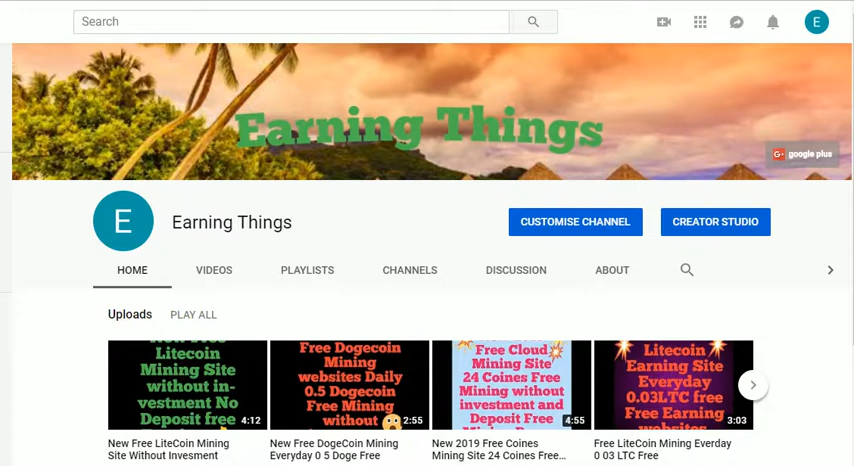 Search
E
Earning Things
google plus
E
Earning Things
CUSTOMISE CHANNEL
CREATOR STUDIO
HOME
VIDEOS
PLAYLISTS
CHANNELS
DISCUSSION
ABOUT
Uploads
PLAY ALL
Litecoin
Mining Site
without in-
vestment No
Deposit free
4:12
Free Dogecoin
Mining
websites Daily
0.5 Dogecoin
Free Mining
without
2:55
Free Cloud
Mining Site
24 Coines Free
Mining without
investment and
Deposit Free
4:55
Litecoin
Earning Site
Everyday
0.03LTC free
Free Earning
websites
3:03
New Free LiteCoin Mining
Site Without Invesment
New Free DogeCoin Mining
Everyday 0 5 Doge Free
New 2019 Free Coines
Mining Site 24 Coines Free...
Free LiteCoin Mining Everday
0 03 LTC Free